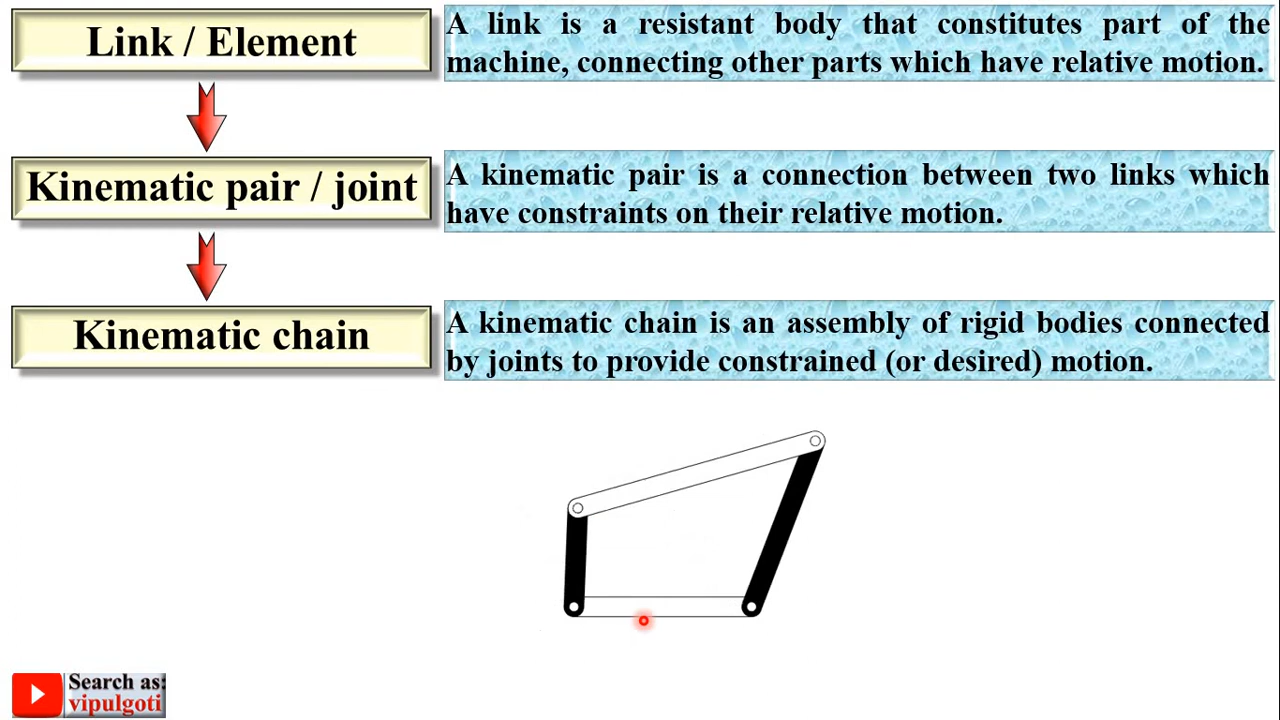 Link / Element
A link is a resistant body that constitutes part of the
machine, connecting other parts which have relative motion.
Kinematic pair / joint
A kinematic pair is a connection between two links which
have constraints on their relative motion.
Kinematic chain
A kinematic chain is an assembly of rigid bodies connected
by joints to provide constrained (or desired) motion.
Search as:
vipulgoti